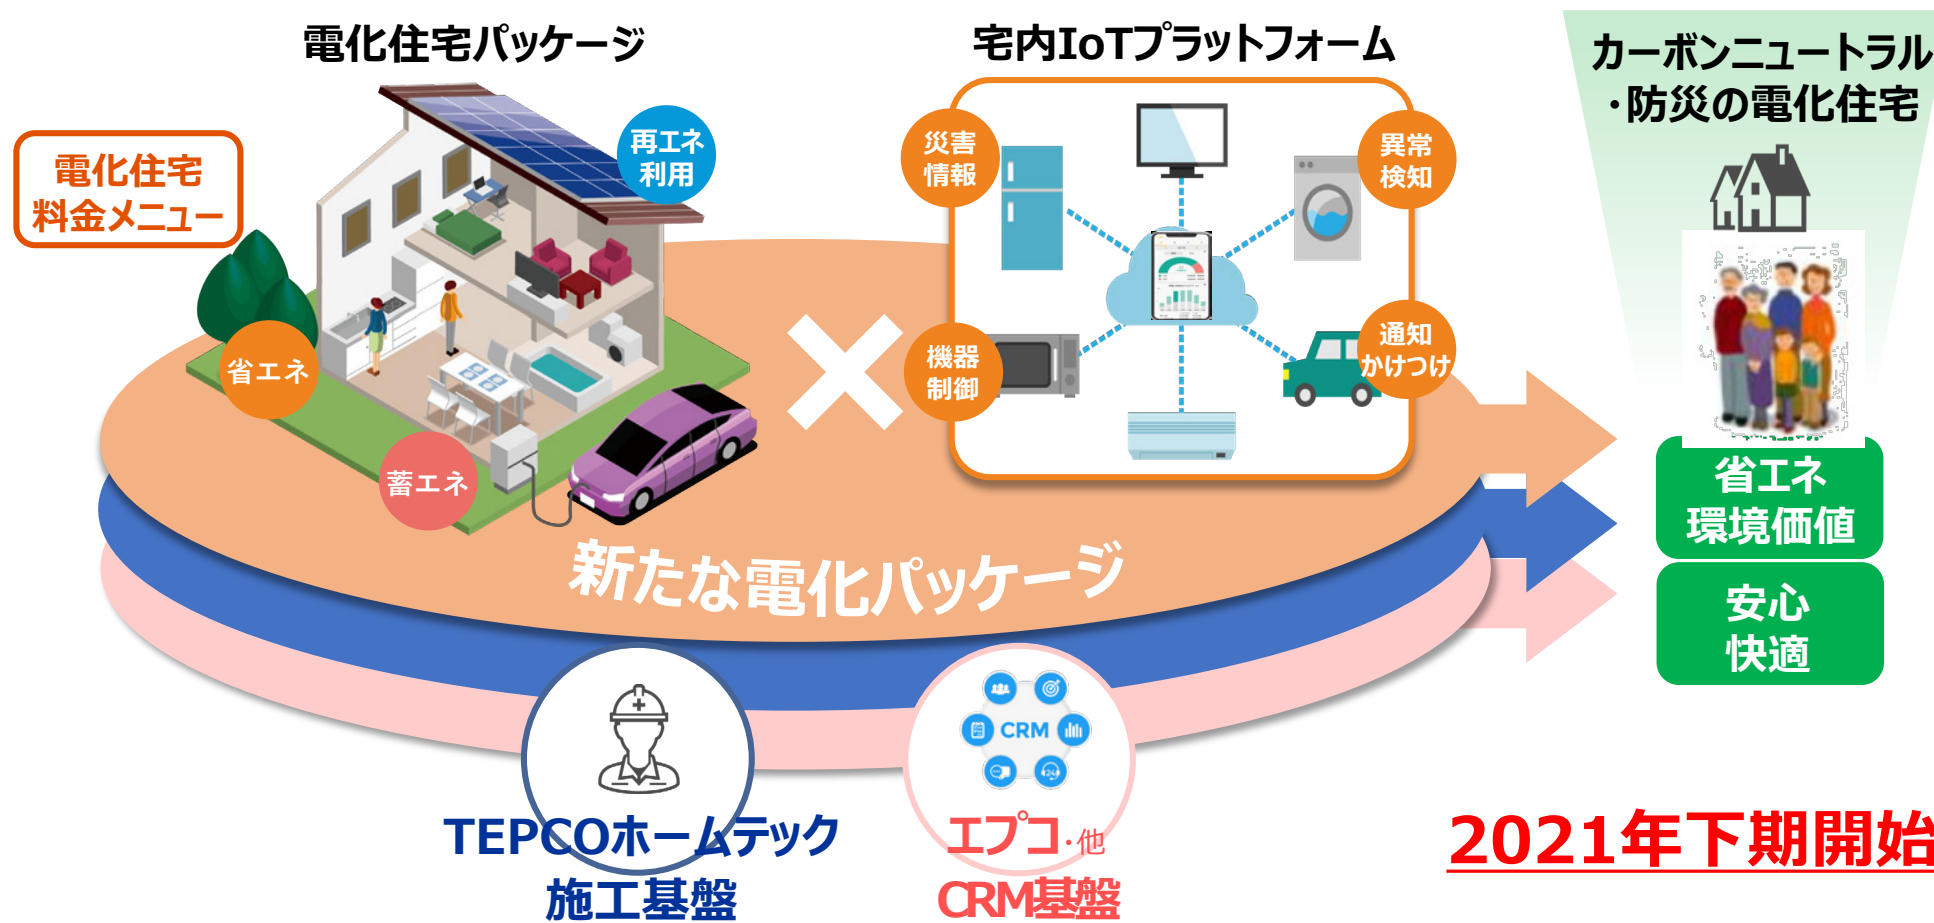 電化住宅パッケージ
宅内IoTプラットフォーム
カーボンニュートラル
・防災の電化住宅
電化住宅
料金メニュー
再エネ
利用
省エネ
蓄エネ
災害
情報
異常
検知
機器
制御
通知
かけつけ
新たな電化パッケージ
省エネ
環境価値
安心
快適
CRM
TEPCOホームテック
施工基盤
エプコ・他
CRM基盤
2021年下期開始